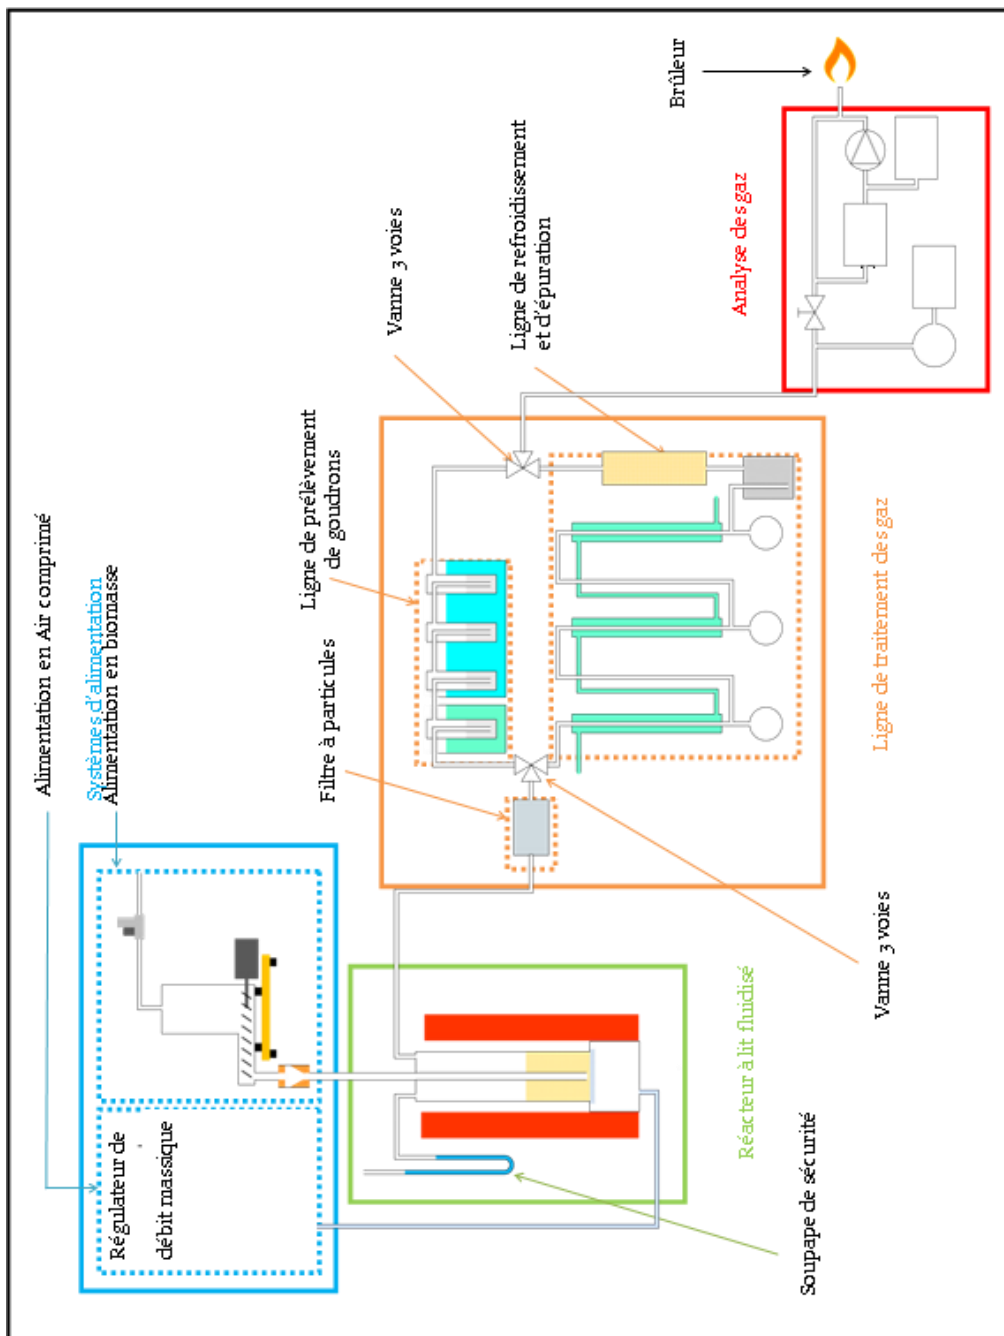 Alimentation en Air comprimé
Systèmes d'alimentation
Alimentation en biomasse
Régulateur de
débit massique
Ligne de prélèvement
de goudrons
Filtre à particules
Vanne 3 voies
Ligne de refroidissement
et d'épuration
Brûleur
Analyse des gaz
Réacteur à lit fluidisé
Soupape de sécurité
Vanne 3 voies
Ligne de traitement des gaz